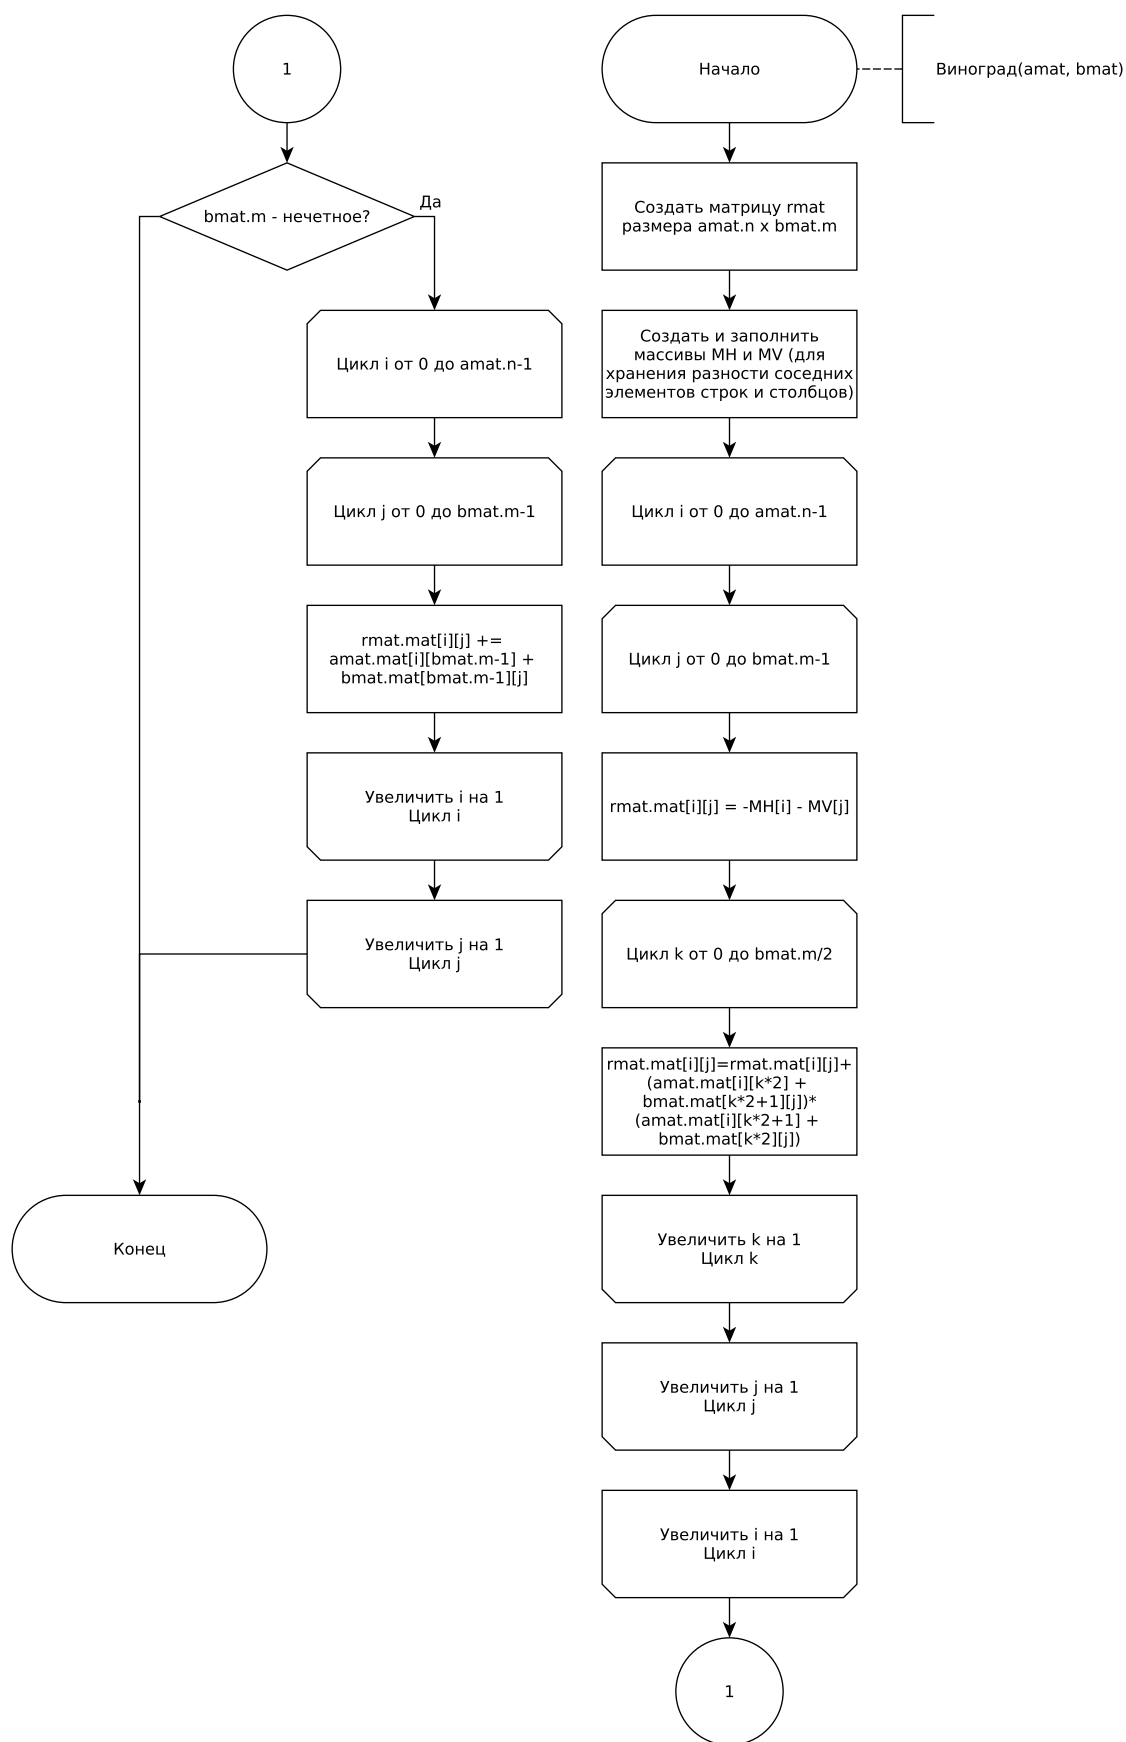 1
bmat.m - нечетное?
Да
Цикл i от 0 до amat.n-1
Цикл j от 0 до bmat.m-1
rmat.mat[i][j] +=
amat.mat[i][bmat.m-1] +
bmat.mat[bmat.m-1][j]
Увеличить i на 1
Цикл i
Увеличить j на 1
Цикл j
Конец
Начало
Виноград(amat, bmat)
Создать матрицу rmat
размера amat.n x bmat.m
Создать и заполнить
массивы MH и MV (для
хранения разности соседних
элементов строк и столбцов)
Цикл i от 0 до amat.n-1
Цикл j от 0 до bmat.m-1
rmat.mat[i][j] = -MH[i] - MV[j]
Цикл k от 0 до bmat.m/2
rmat.mat[i][j]=rmat.mat[i][j]+
(amat.mat[i][k*2] +
bmat.mat[k*2+1][j])*
(amat.mat[i][k*2+1] +
bmat.mat[k*2][j])
Увеличить k на 1
Цикл k
Увеличить j на 1
Цикл j
Увеличить i на 1
Цикл i
1